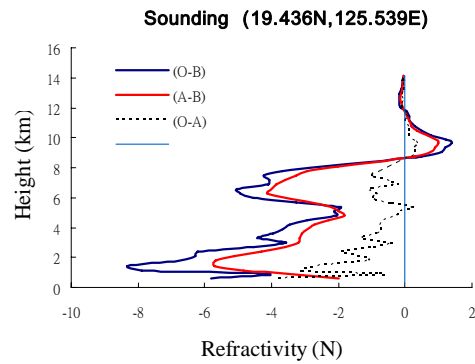 Sounding (19.436N,125.539E)
Height (km)
16
14
12
10
8
6
4
2
0
(O-B)
(A-B)
(O-A)
-10 -8 -6 -4 -2 0 2
Refractivity (N)